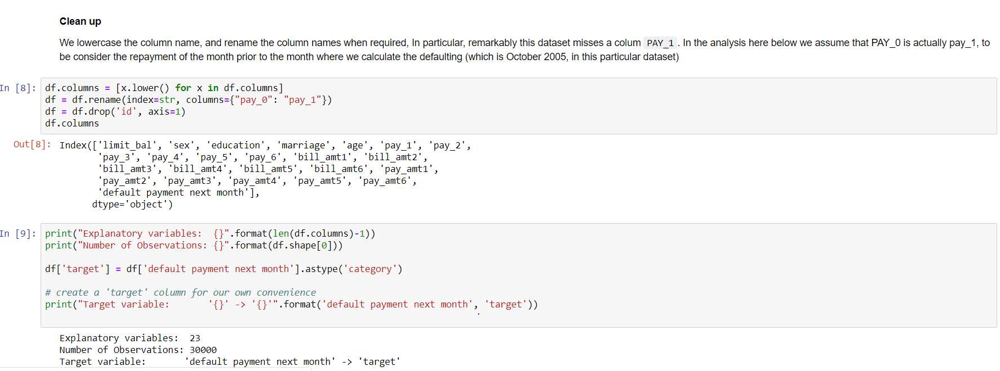 Clean up
We lowercase the column name, and rename the column names when required, In particular, remarkably this dataset misses a colum PAY_1 . In the analysis here below we assume that PAY_0 is actually pay_1, to
be consider the repayment of the month prior to the month where we calculate the defaulting (which is October 2005, in this particular dataset)
In [8]: df.columns = [x.lower() for x in df.columns]
df = df.rename(index=str, columns={"pay_0": "pay_1"})
df = df.drop('id', axis=1)
df.columns
Out[8]: Index(['limit_bal', 'sex', 'education', 'marriage', 'age', 'pay_1', 'pay_2',
'pay_3', 'pay_4', 'pay_5', 'pay_6', 'bill_amt1', 'bill_amt2',
'bill_amt3', 'bill_amt4', 'bill_amt5', 'bill_amt6', 'pay_amt1',
'pay_amt2', 'pay_amt3', 'pay_amt4', 'pay_amt5', 'pay_amt6',
'default payment next month'],
dtype='object')
In [9]: print("Explanatory variables:  {}".format(len(df.columns)-1))
print("Number of Observations: {}".format(df.shape[0]))
df['target'] = df['default payment next month'].astype('category')
# create a 'target' column for our own convenience
print("Target variable:       '{}' -> '{}'".format('default payment next month', 'target'))
Explanatory variables:  23
Number of Observations: 30000
Target variable:       'default payment next month' -> 'target'